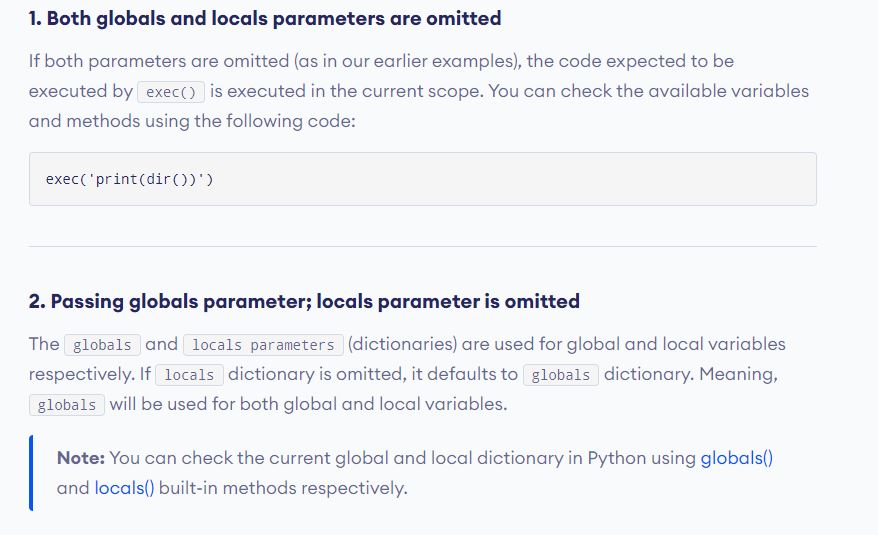 1. Both globals and locals parameters are omitted
If both parameters are omitted (as in our earlier examples), the code expected to be
executed by exec() is executed in the current scope. You can check the available variables
and methods using the following code:
exec('print(dir())')
2. Passing globals parameter; locals parameter is omitted
The globals and locals parameters (dictionaries) are used for global and local variables
respectively. If locals dictionary is omitted, it defaults to globals dictionary. Meaning,
globals will be used for both global and local variables.
Note: You can check the current global and local dictionary in Python using globals()
and locals() built-in methods respectively.